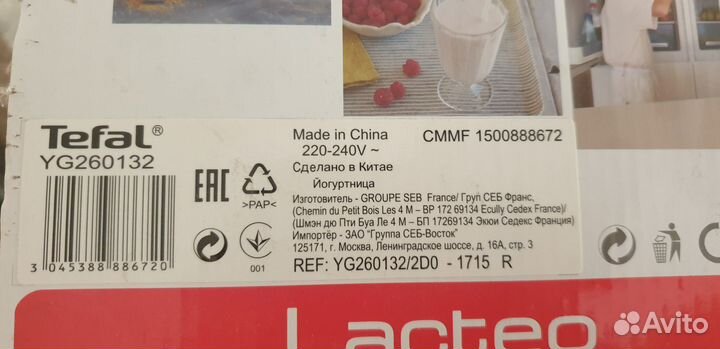 Tefal®
YG260132
Made in China
220-240V ~
Сделано в Китае
Йогуртница
CMMF 1500888672
EAC
>PAP<
001
Изготовитель - GROUPE SEB France/ Груп СЕБ Франс,
(Chemin du Petit Bois Les 4 M – BP 172 69134 Ecully Cedex France)/
(Шмэн дю Пти Буа Ле 4 М – БП 17269134 Экюи Седекс Франция)
Импортёр - ЗАО "Группа СЕБ-Восток"
125171, г. Москва, Ленинградское шоссе, д. 16А, стр. 3
REF: YG260132/2D0 - 1715 R
3 045388 886720
Lacteo
Avito